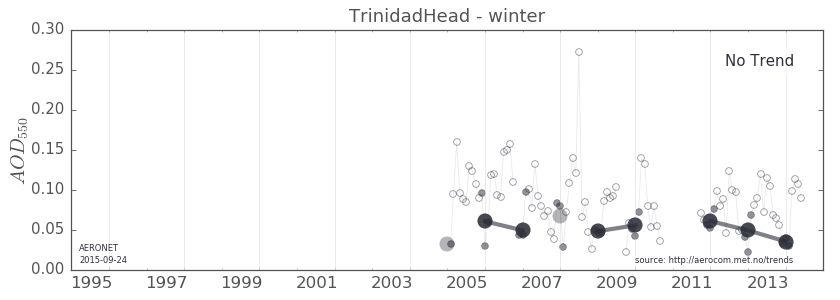 TrinidadHead - winter
0.30
0.25
0.20
0.15
0.10
0.05
0.00
AOD550
No Trend
AERONET
2015-09-24
source: http://aerocom.met.no/trends
1995 1997 1999 2001 2003 2005 2007 2009 2011 2013